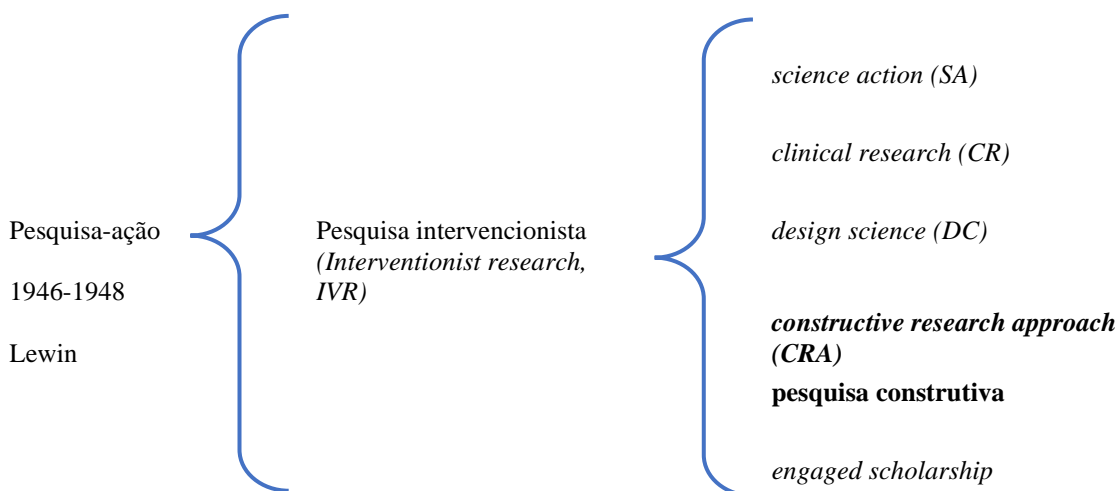 Pesquisa-ação
1946-1948
Lewin
Pesquisa intervencionista
(Interventionist research,
IVR)
science action (SA)
clinical research (CR)
design science (DC)
constructive research approach
(CRA)
pesquisa construtiva
engaged scholarship